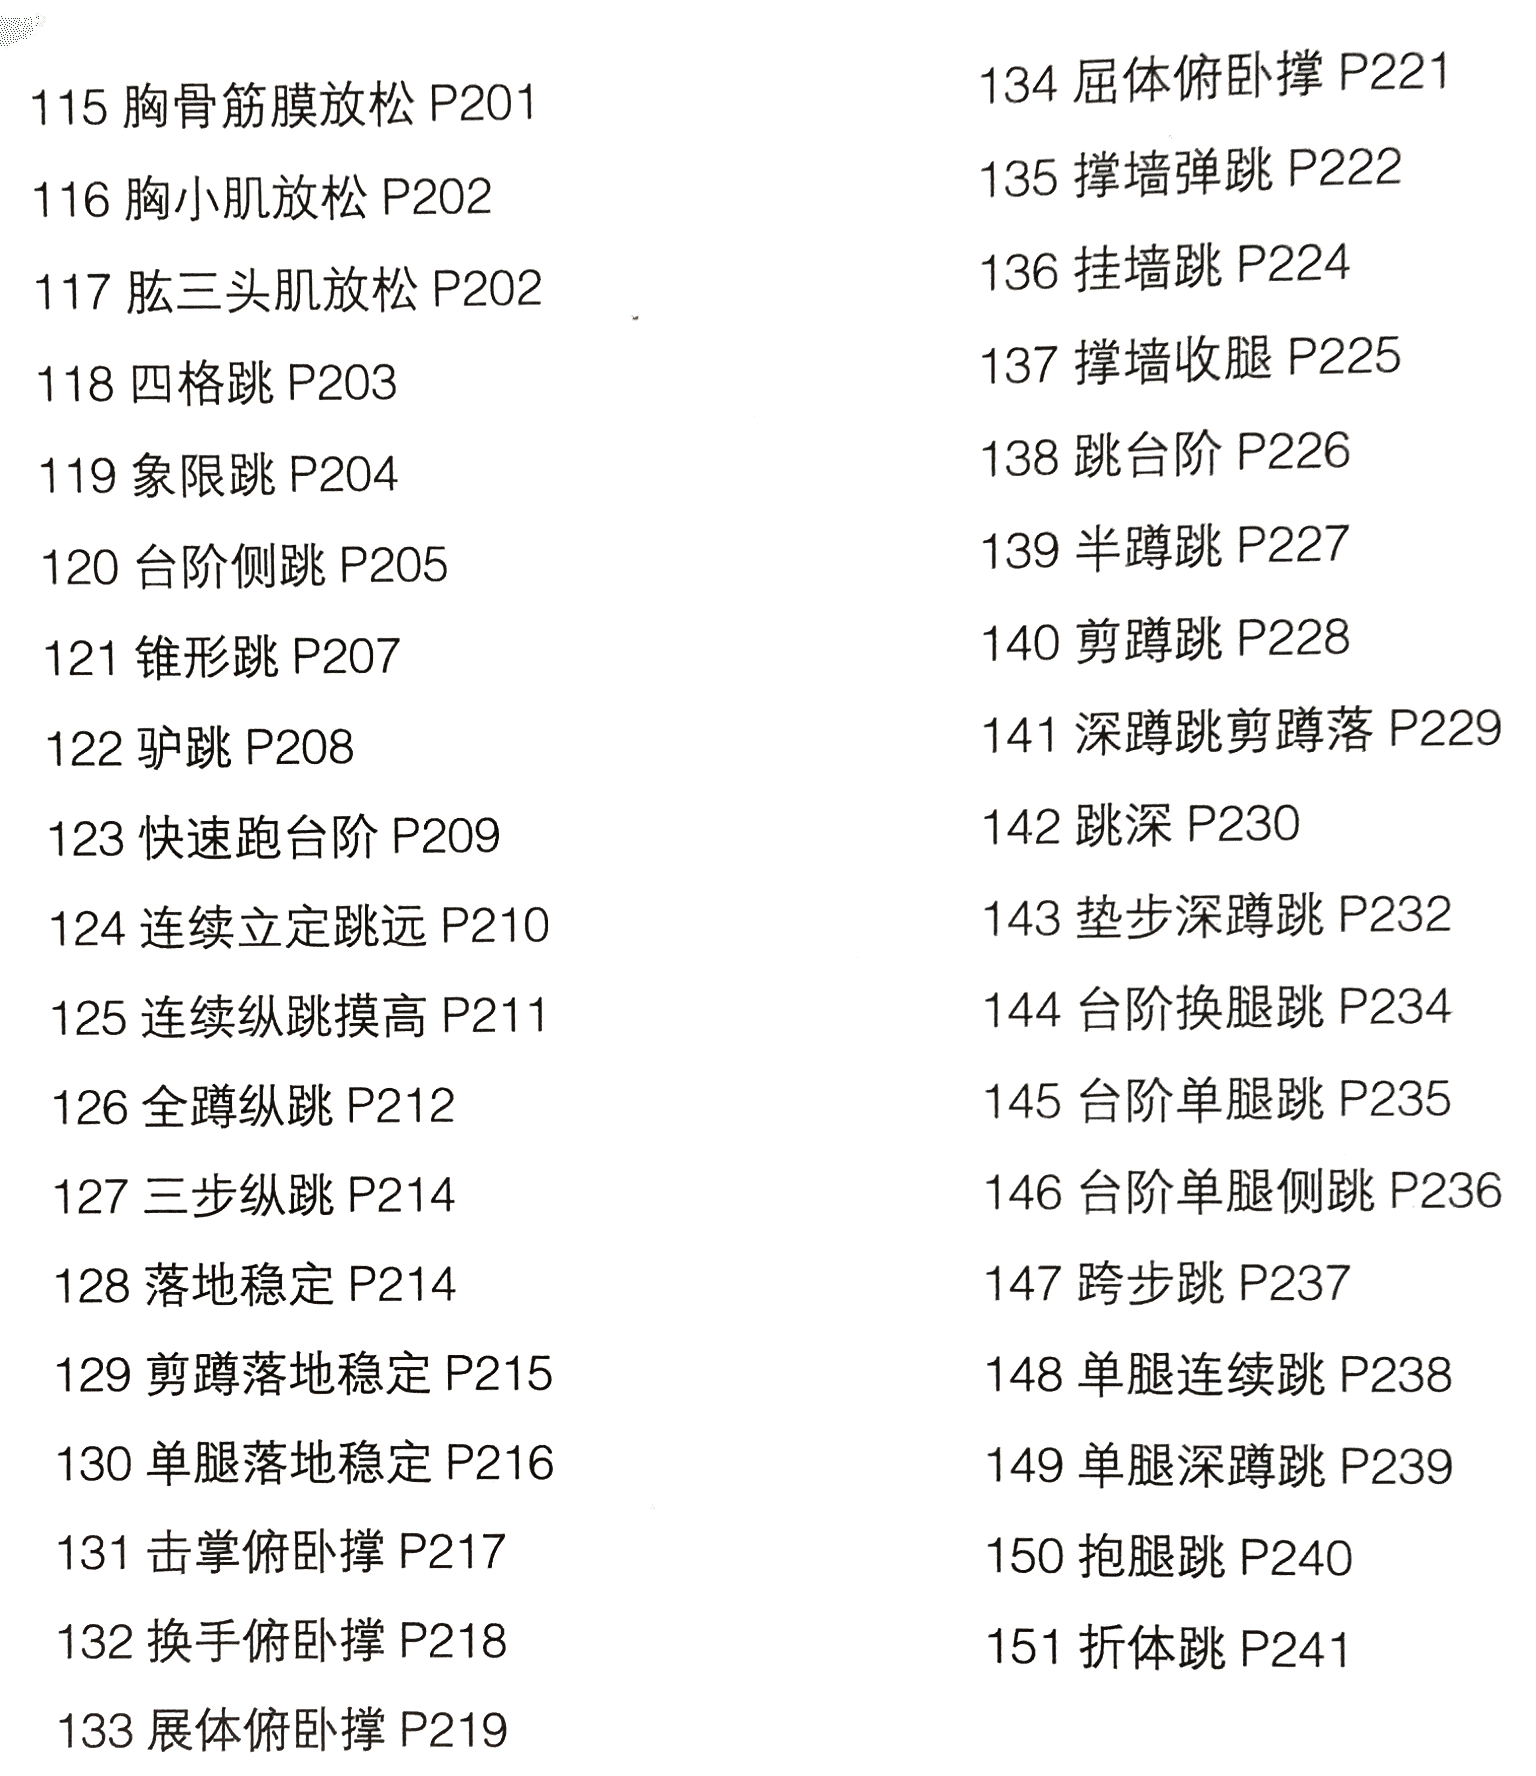 115 胸骨筋膜放松 P201
116 胸小肌放松 P202
117 肱三头肌放松 P202
118 四格跳 P203
119 象限跳 P204
120 台阶侧跳 P205
121 锥形跳 P207
122 驴跳 P208
123 快速跑台阶 P209
124 连续立定跳远 P210
125 连续纵跳摸高 P211
126 全蹲纵跳 P212
127 三步纵跳 P214
128 落地稳定 P214
129 剪蹲落地稳定 P215
130 单腿落地稳定 P216
131 击掌俯卧撑 P217
132 换手俯卧撑 P218
133 展体俯卧撑 P219
134 屈体俯卧撑 P221
135 撑墙弹跳 P222
136 挂墙跳 P224
137 撑墙收腿 P225
138 跳台阶 P226
139 半蹲跳 P227
140 剪蹲跳 P228
141 深蹲跳剪蹲落 P229
142 跳深 P230
143 垫步深蹲跳 P232
144 台阶换腿跳 P234
145 台阶单腿跳 P235
146 台阶单腿侧跳 P236
147 跨步跳 P237
148 单腿连续跳 P238
149 单腿深蹲跳 P239
150 抱腿跳 P240
151 折体跳 P241